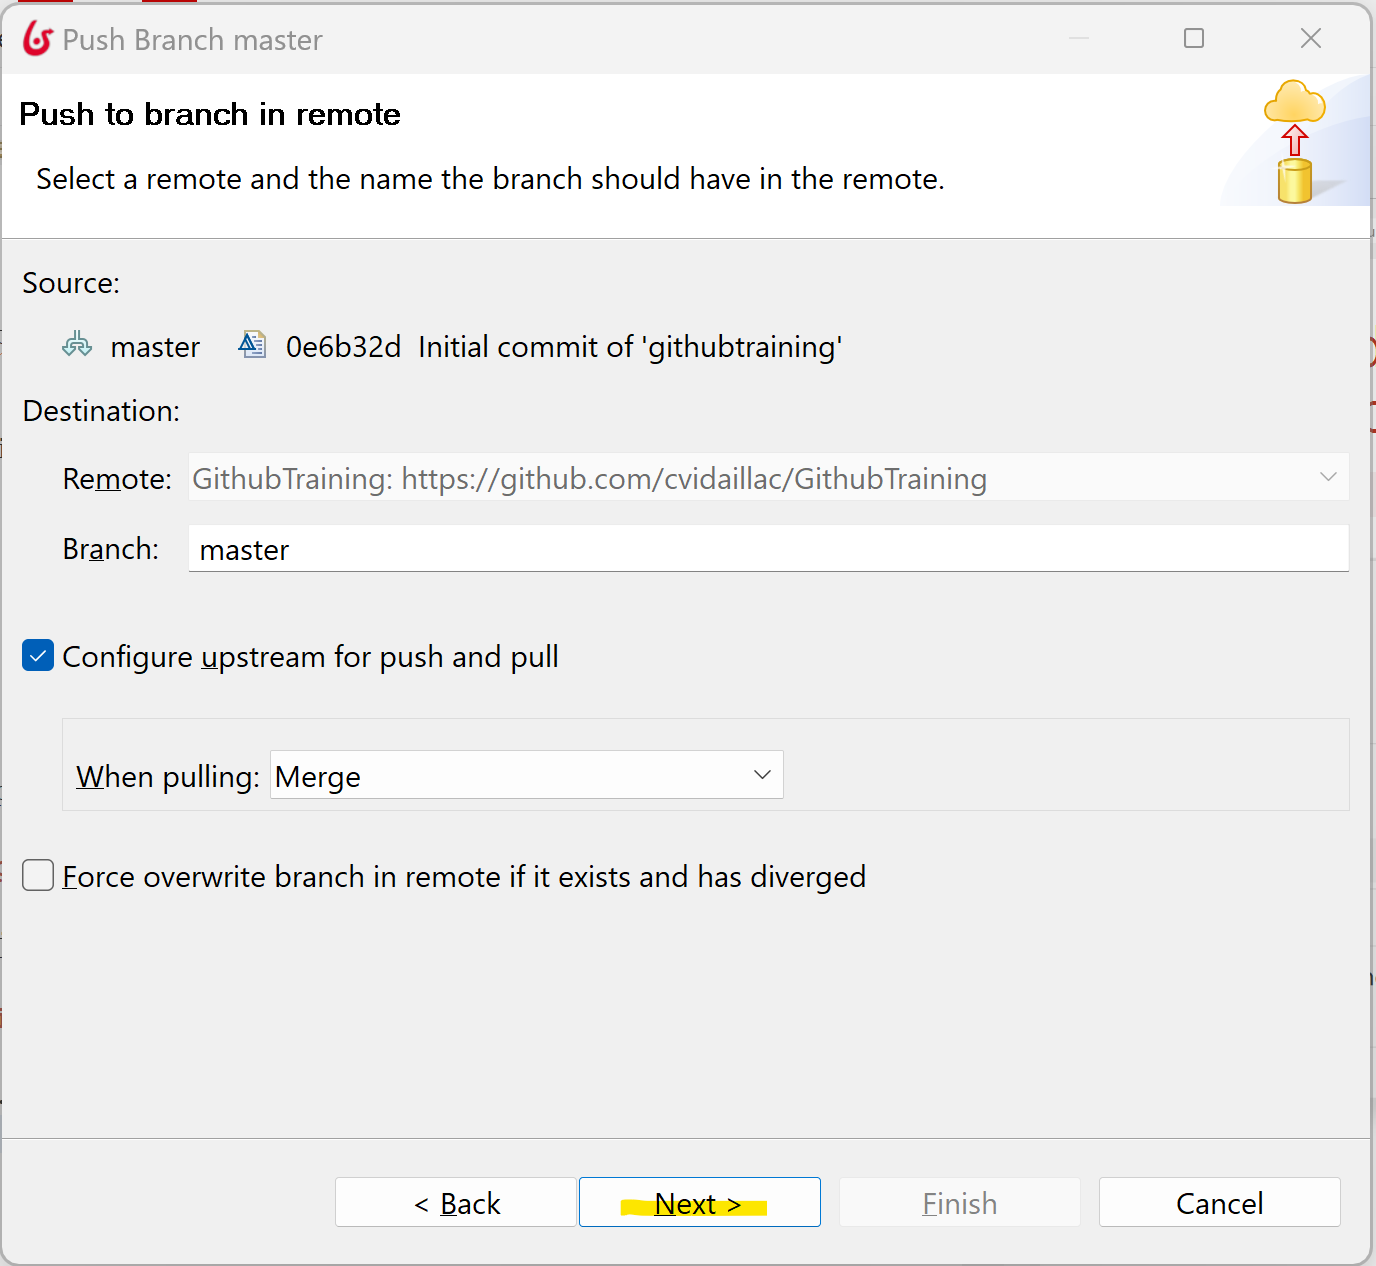 Push Branch master
Push to branch in remote
Select a remote and the name the branch should have in the remote.
Source:
master 0e6b32d Initial commit of 'githubtraining'
Destination:
Remote: GithubTraining: https://github.com/cvidaillac/GithubTraining
Branch: master
Configure upstream for push and pull
When pulling: Merge
Force overwrite branch in remote if it exists and has diverged
< Back Next > Finish Cancel